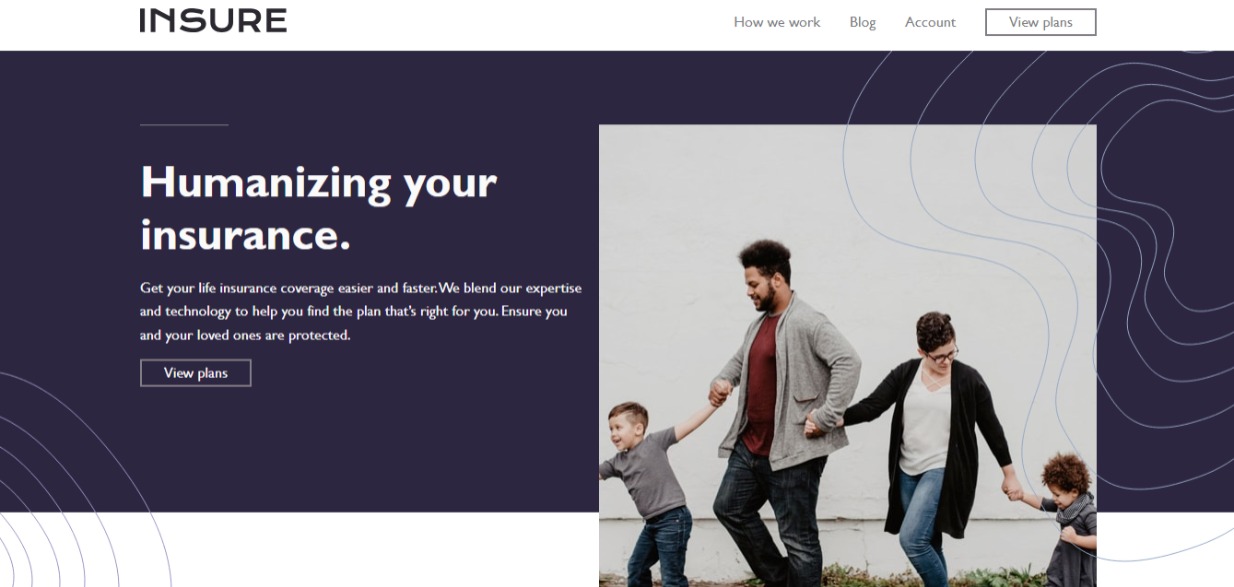 INSURE
How we work
Blog
Account
View plans
Humanizing your
insurance.
Get your life insurance coverage easier and faster.We blend our expertise
and technology to help you find the plan that's right for you. Ensure you
and your loved ones are protected.
View plans